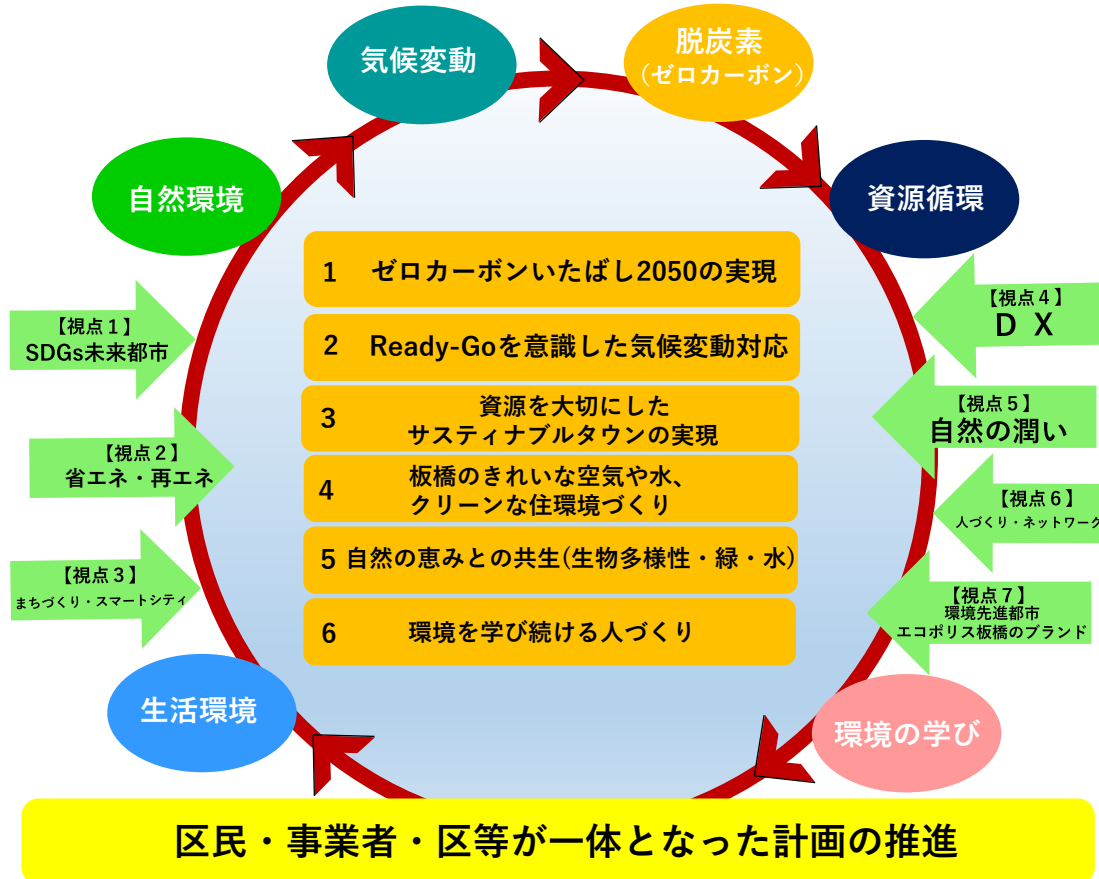 気候変動
脱炭素
(ゼロカーボン)
自然環境
資源循環
1 ゼロカーボンいたばし2050の実現
2 Ready-Goを意識した気候変動対応
3 資源を大切にした
サスティナブルタウンの実現
4 板橋のきれいな空気や水、
クリーンな住環境づくり
5 自然の恵みとの共生(生物多様性・緑・水)
6 環境を学び続ける人づくり
【視点1】
SDGs未来都市
【視点2】
省エネ・再エネ
【視点3】
まちづくり・スマートシティ
【視点4】
D X
【視点5】
自然の潤い
【視点6】
人づくり・ネットワーク
【視点7】
環境先進都市
エコポリス板橋のブランド
生活環境
環境の学び
区民・事業者・区等が一体となった計画の推進